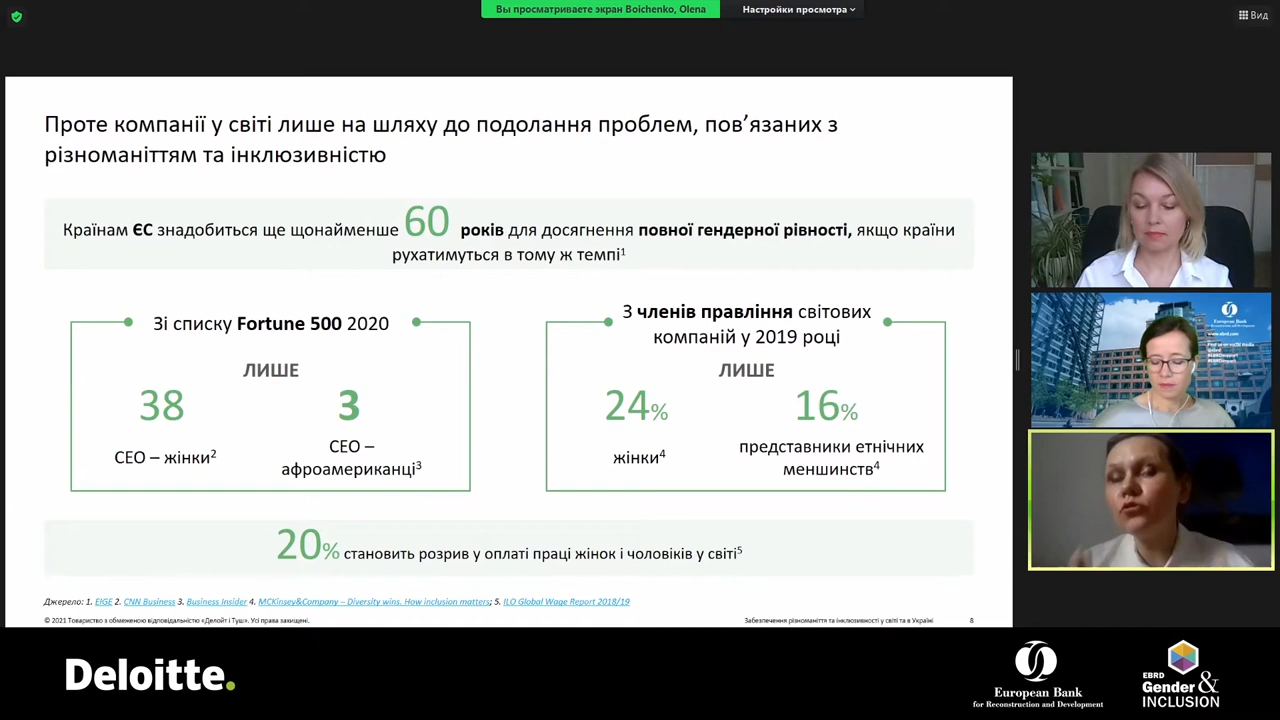 Вы просматриваете экран Boichenko, Olena
Настройки просмотра
Вид
Проте компанії у світі лише на шляху до подолання проблем, пов’язаних з
різноманіттям та інклюзивністю
Країнам ЄС знадобиться ще щонайменше 60 років для досягнення повної гендерної рівності, якщо країни
рухатимуться в тому ж темпі1
Зі списку Fortune 500 2020
ЛИШЕ
38
3
СЕО – жінки2
СЕО –
афроамериканці3
З членів правління світових
компаній у 2019 році
ЛИШЕ
24%
16%
жінки4
представники етнічних
меншинств4
20% становить розрив у оплаті праці жінок і чоловіків у світі5
Джерело: 1. EIGE 2. CNN Business 3. Business Insider 4. MCKinsey&Company – Diversity wins. How inclusion matters; 5. ILO Global Wage Report 2018/19
© 2021 Товариство з обмеженою відповідальністю «Делойт і Туш». Усі права захищені.
Забезпечення різноманіття та інклюзивності у світі та в Україні
8
European Bank
www.ebrd.com
Deloitte.
European Bank
for Reconstruction and Development
EBRD
Gender &
INCLUSION